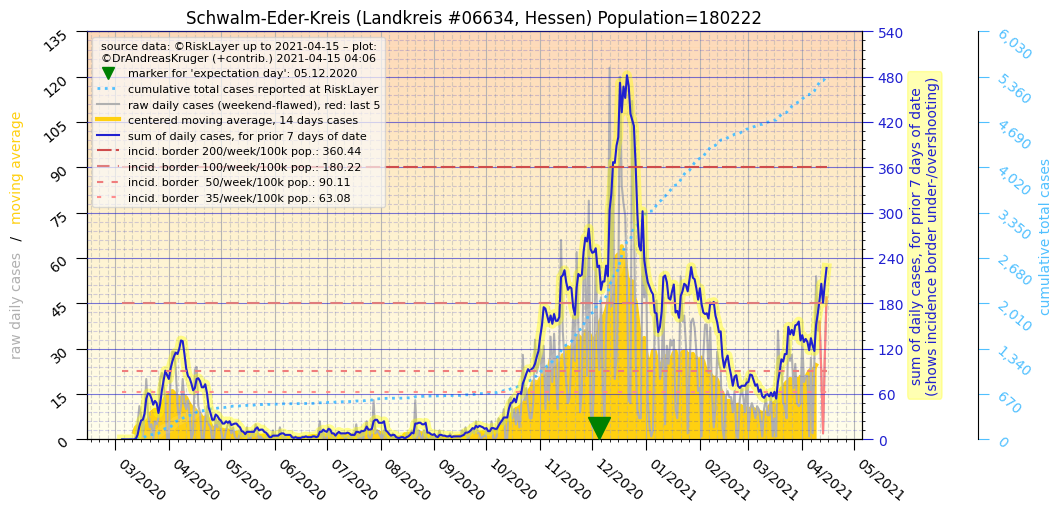 Schwalm-Eder-Kreis (Landkreis #06634, Hessen) Population=180222
source data: ©RiskLayer up to 2021-04-15 – plot:
©DrAndreasKruger (+contrib.) 2021-04-15 04:06
marker for 'expectation day': 05.12.2020
cumulative total cases reported at RiskLayer
raw daily cases (weekend-flawed), red: last 5
centered moving average, 14 days cases
sum of daily cases, for prior 7 days of date
incid. border 200/week/100k pop.: 360.44
incid. border 100/week/100k pop.: 180.22
incid. border 50/week/100k pop.: 90.11
incid. border 35/week/100k pop.: 63.08
raw daily cases / moving average
135
120
105
90
75
60
45
30
15
0
03/2020
04/2020
05/2020
06/2020
07/2020
08/2020
09/2020
10/2020
11/2020
12/2020
01/2021
02/2021
03/2021
04/2021
05/2021
540
480
420
360
300
240
180
120
60
0
sum of daily cases, for prior 7 days of date
(shows incidence border under-/overshooting)
6,030
5,360
4,690
4,020
3,350
2,680
2,010
1,340
670
0
cumulative total cases